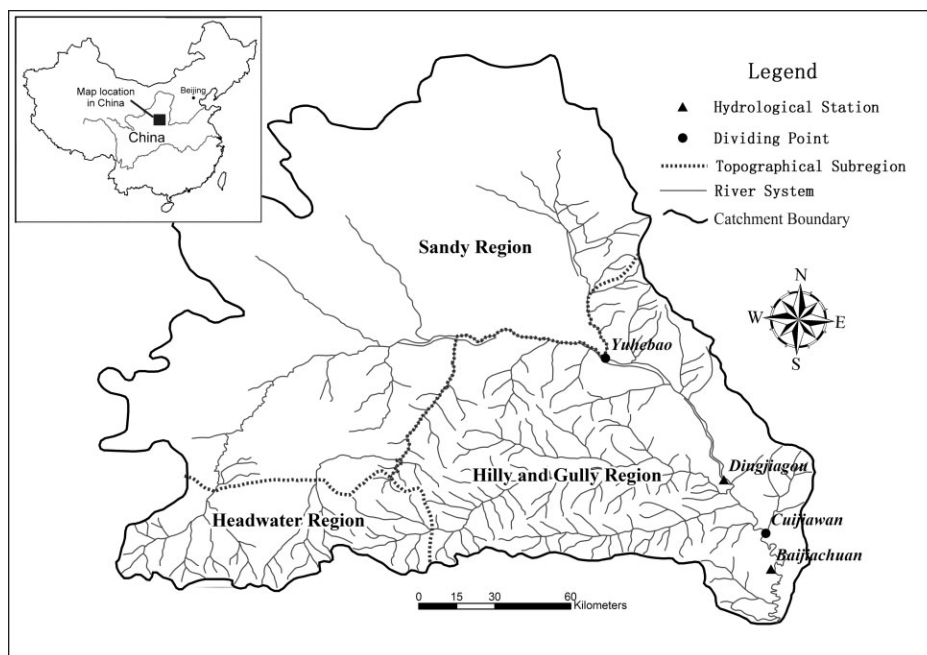 Map location
in China
Beijing
China
Legend
Hydrological Station
Dividing Point
Topographical Subregion
River System
Catchment Boundary
Sandy Region
N
W
E
S
Yuhebao
Dingjiagou
Hilly and Gully Region
Headwater Region
Cuijiawan
Baijiachuan
0 15 30 60
Kilometers